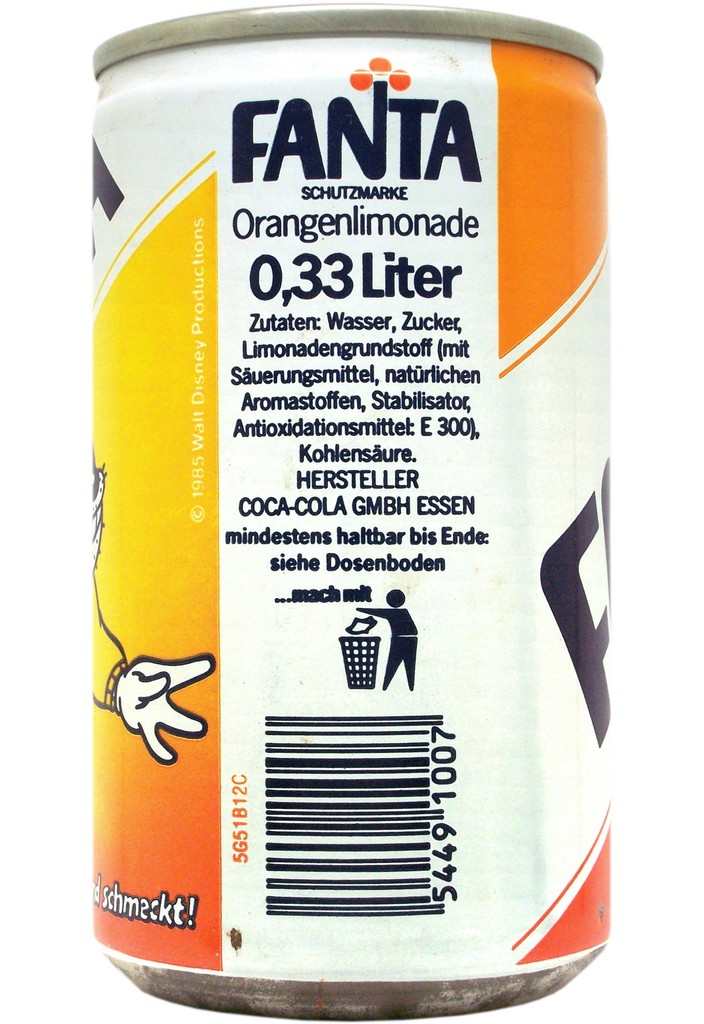 FANTA
SCHUTZMARKE
Orangenlimonade
0,33 Liter
Zutaten: Wasser, Zucker,
Limonadengrundstoff (mit
Säuerungsmittel, natürlichen
Aromastoffen, Stabilisator,
Antioxidationsmittel: E 300),
Kohlensäure.
HERSTELLER
COCA-COLA GMBH ESSEN
mindestens haltbar bis Ende:
siehe Dosenboden
...mach mit
5449 1007
5G51B12C
© 1985 Walt Disney Productions
schmeckt!